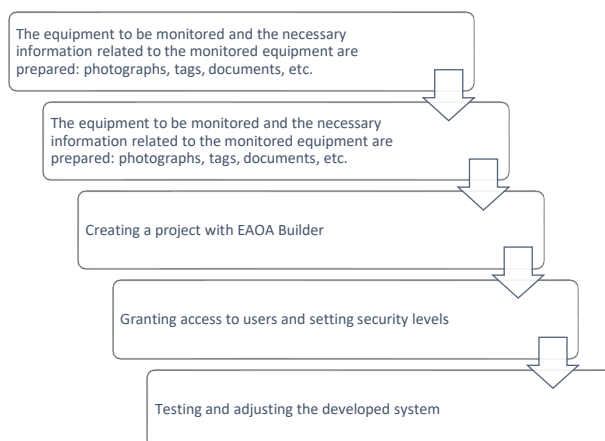 The equipment to be monitored and the necessary
information related to the monitored equipment are
prepared: photographs, tags, documents, etc.
The equipment to be monitored and the necessary
information related to the monitored equipment are
prepared: photographs, tags, documents, etc.
Creating a project with EAOA Builder
Granting access to users and setting security levels
Testing and adjusting the developed system